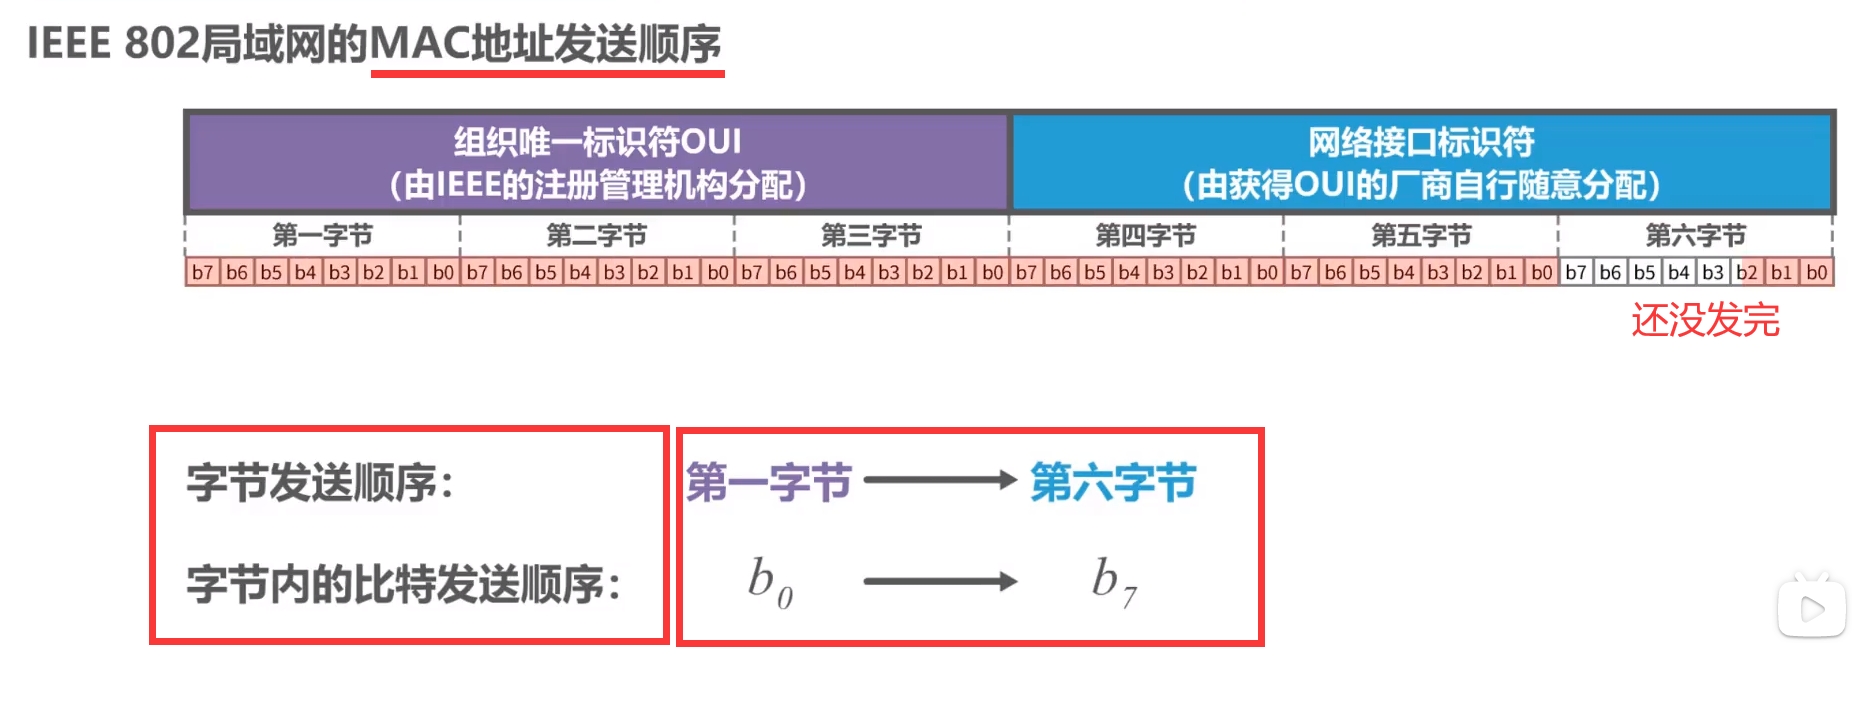 IEEE 802局域网的MAC地址发送顺序
组织唯一标识符OUI
（由IEEE的注册管理机构分配）
网络接口标识符
（由获得OUI的厂商自行随意分配）
第一字节 第二字节 第三字节 第四字节 第五字节 第六字节
b7 b6 b5 b4 b3 b2 b1 b0 b7 b6 b5 b4 b3 b2 b1 b0 b7 b6 b5 b4 b3 b2 b1 b0 b7 b6 b5 b4 b3 b2 b1 b0 b7 b6 b5 b4 b3 b2 b1 b0 b7 b6 b5 b4 b3 b2 b1 b0
还没发完
字节发送顺序： 第一字节 第六字节
字节内的比特发送顺序： b0 b7